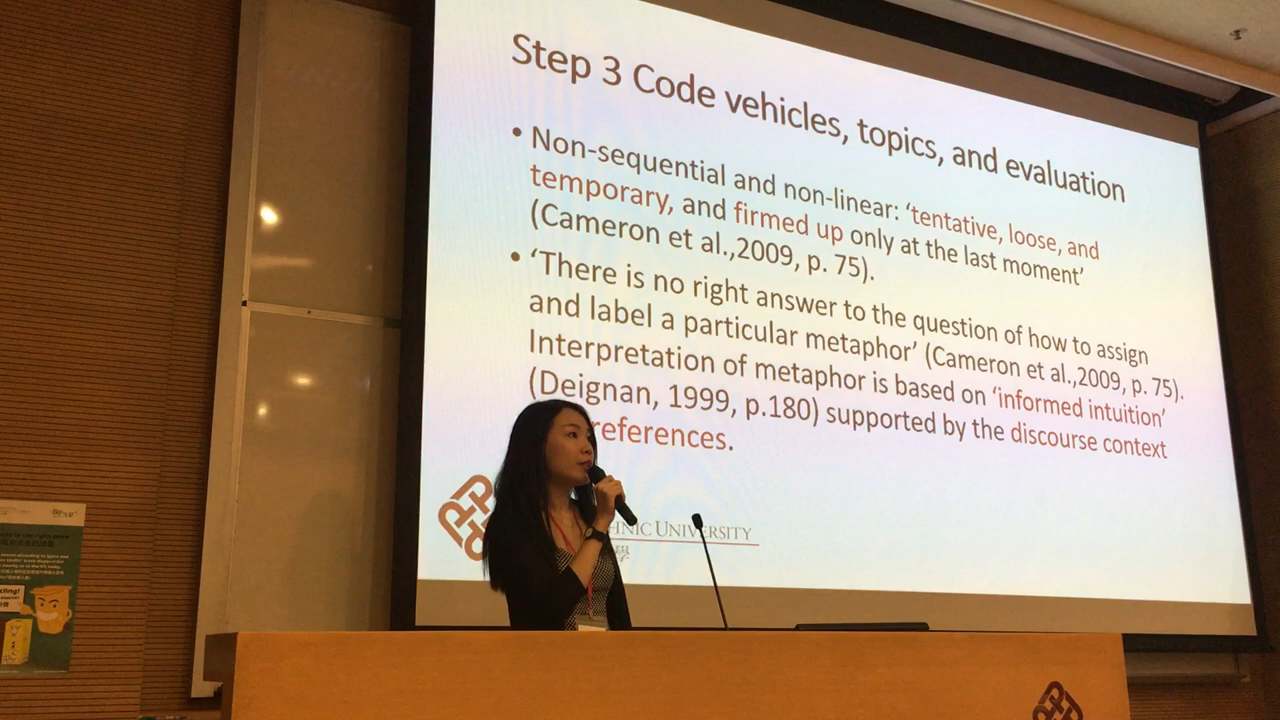 Step 3 Code vehicles, topics, and evaluation
• Non-sequential and non-linear: ‘tentative, loose, and
temporary, and firmed up only at the last moment’
(Cameron et al.,2009, p. 75).
• ‘There is no right answer to the question of how to assign
and label a particular metaphor’ (Cameron et al.,2009, p. 75).
Interpretation of metaphor is based on ‘informed intuition’
(Deignan, 1999, p.180) supported by the discourse context
references.
UNIVERSITY